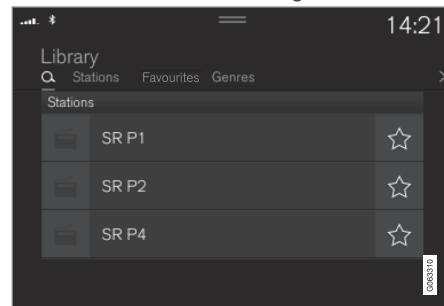 14:21
Library
Stations Favourites Genres
Stations
SR P1
SR P2
SR P4
G063310